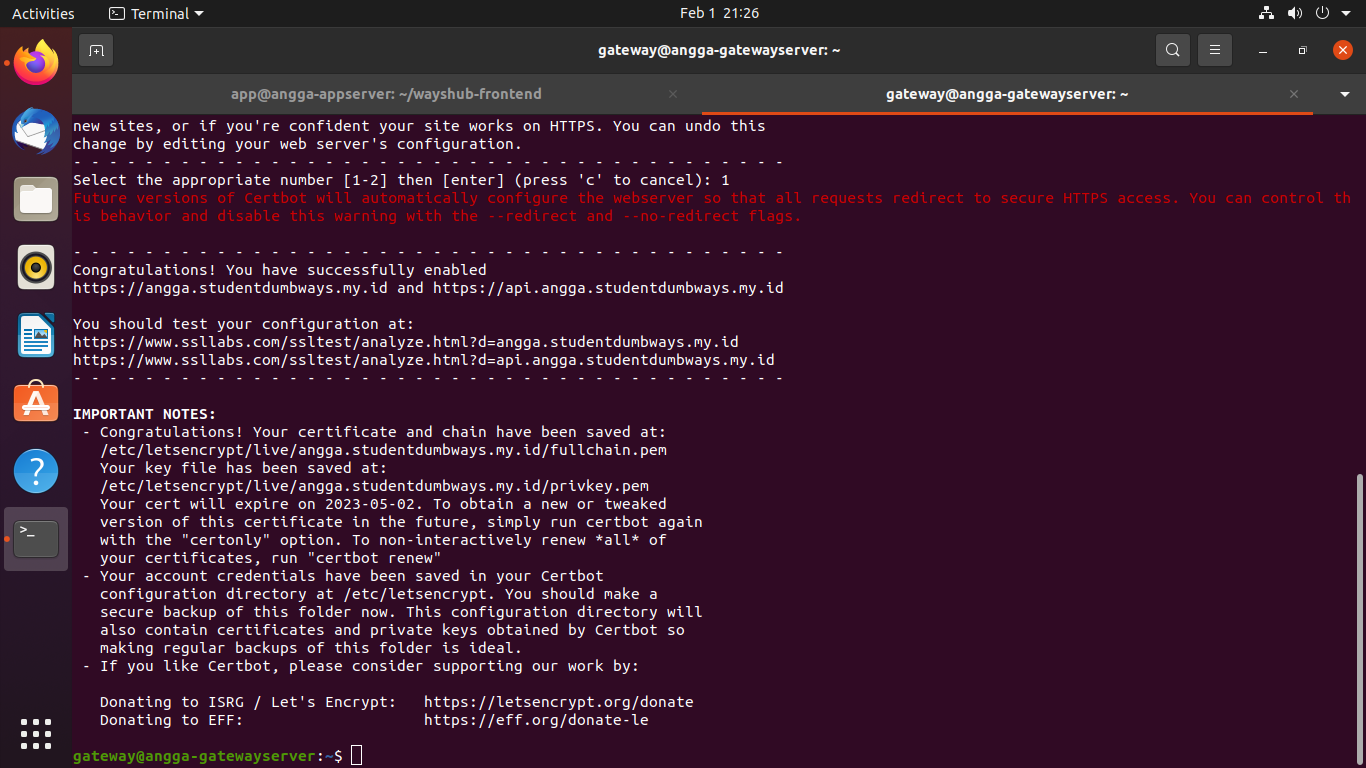 Activities
Terminal
Feb 1 21:26
gateway@angga-gatewayserver: ~
app@angga-appserver: ~/wayshub-frontend
gateway@angga-gatewayserver: ~
new sites, or if you're confident your site works on HTTPS. You can undo this
change by editing your web server's configuration.
- - - - - - - - - - - - - - - - - - - - - - - - - - - - - - - - - - - - - - - -
Select the appropriate number [1-2] then [enter] (press 'c' to cancel): 1
Future versions of Certbot will automatically configure the webserver so that all requests redirect to secure HTTPS access. You can control th
is behavior and disable this warning with the --redirect and --no-redirect flags.
- - - - - - - - - - - - - - - - - - - - - - - - - - - - - - - - - - - - - - - -
Congratulations! You have successfully enabled
https://angga.studentdumbways.my.id and https://api.angga.studentdumbways.my.id
You should test your configuration at:
https://www.ssllabs.com/ssltest/analyze.html?d=angga.studentdumbways.my.id
https://www.ssllabs.com/ssltest/analyze.html?d=api.angga.studentdumbways.my.id
- - - - - - - - - - - - - - - - - - - - - - - - - - - - - - - - - - - - - - - -
IMPORTANT NOTES:
- Congratulations! Your certificate and chain have been saved at:
/etc/letsencrypt/live/angga.studentdumbways.my.id/fullchain.pem
Your key file has been saved at:
/etc/letsencrypt/live/angga.studentdumbways.my.id/privkey.pem
Your cert will expire on 2023-05-02. To obtain a new or tweaked
version of this certificate in the future, simply run certbot again
with the "certonly" option. To non-interactively renew *all* of
your certificates, run "certbot renew"
- Your account credentials have been saved in your Certbot
configuration directory at /etc/letsencrypt. You should make a
secure backup of this folder now. This configuration directory will
also contain certificates and private keys obtained by Certbot so
making regular backups of this folder is ideal.
- If you like Certbot, please consider supporting our work by:
Donating to ISRG / Let's Encrypt: https://letsencrypt.org/donate
Donating to EFF: https://eff.org/donate-le
gateway@angga-gatewayserver:~$